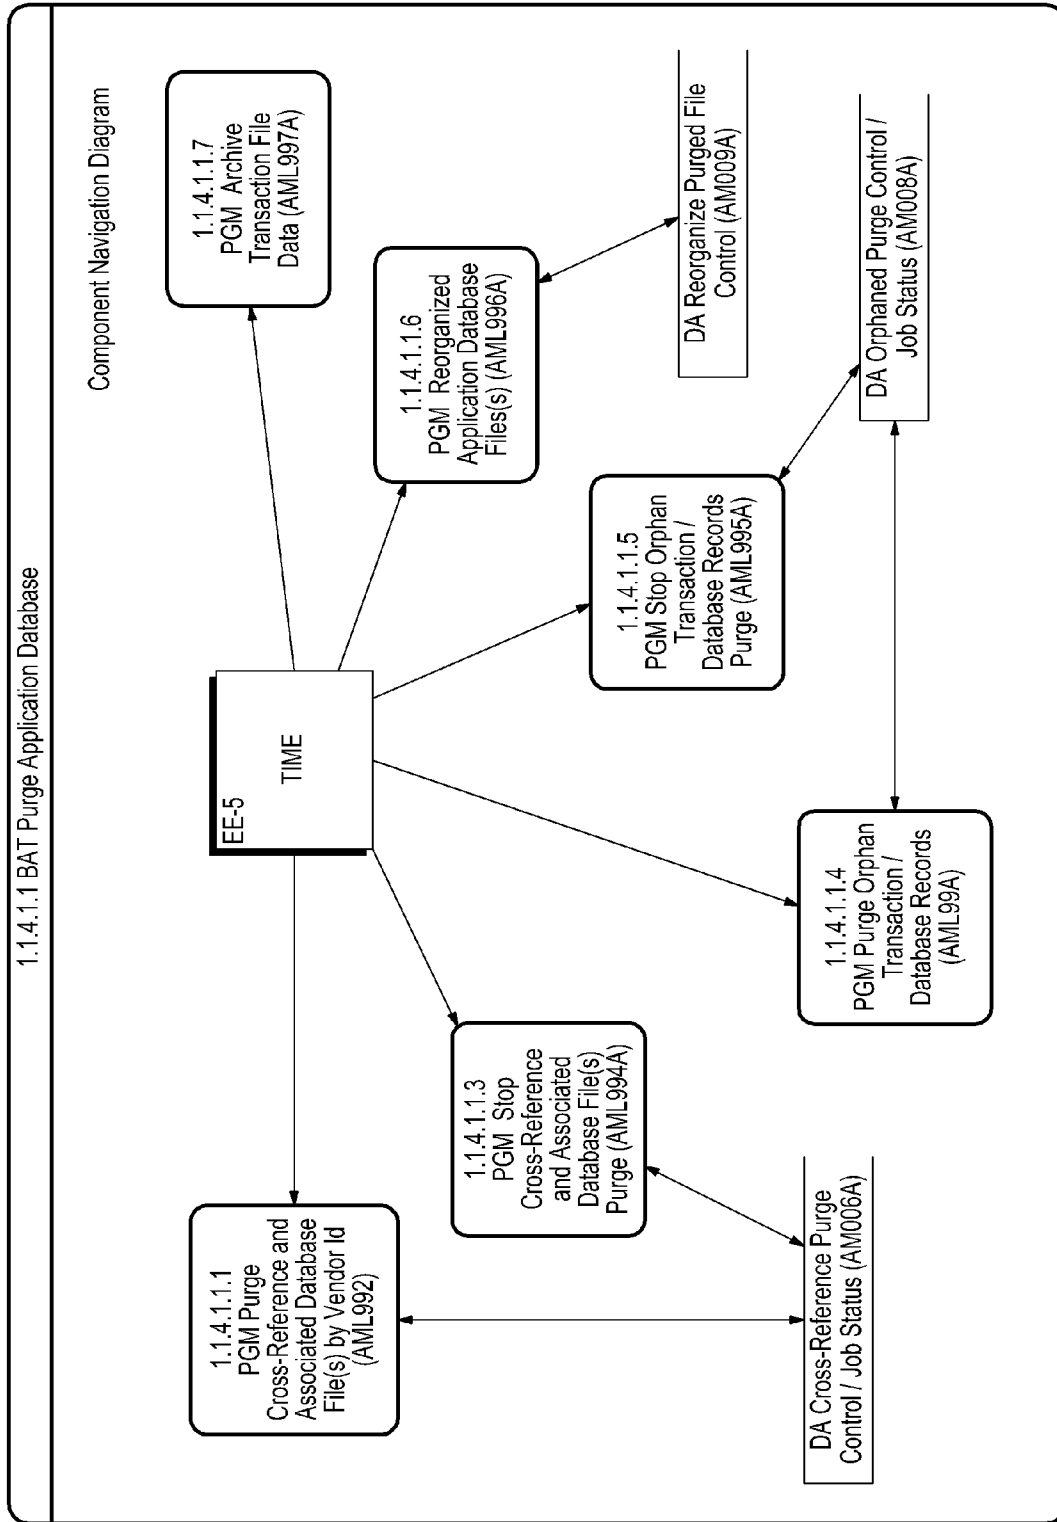 1.1.4.1.1 BAT Purge Application Database
Component Navigation Diagram
EE-5
TIME
1.1.4.1.1.1
PGM Purge
Cross-Reference and
Associated Database
File(s) by Vendor Id
(AML992)
1.1.4.1.1.3
PGM Stop
Cross-Reference
and Associated
Database File(s)
Purge (AML994A)
1.1.4.1.1.4
PGM Purge Orphan
Transaction /
Database Records
(AML99A)
1.1.4.1.1.5
PGM Stop Orphan
Transaction /
Database Records
Purge (AML995A)
1.1.4.1.1.6
PGM Reorganized
Application Database
Files(s) (AML996A)
1.1.4.1.1.7
PGM Archive
Transaction File
Data (AML997A)
DA Cross-Reference Purge
Control / Job Status (AM006A)
DA Orphaned Purge Control /
Job Status (AM008A)
DA Reorganize Purged File
Control (AM009A)